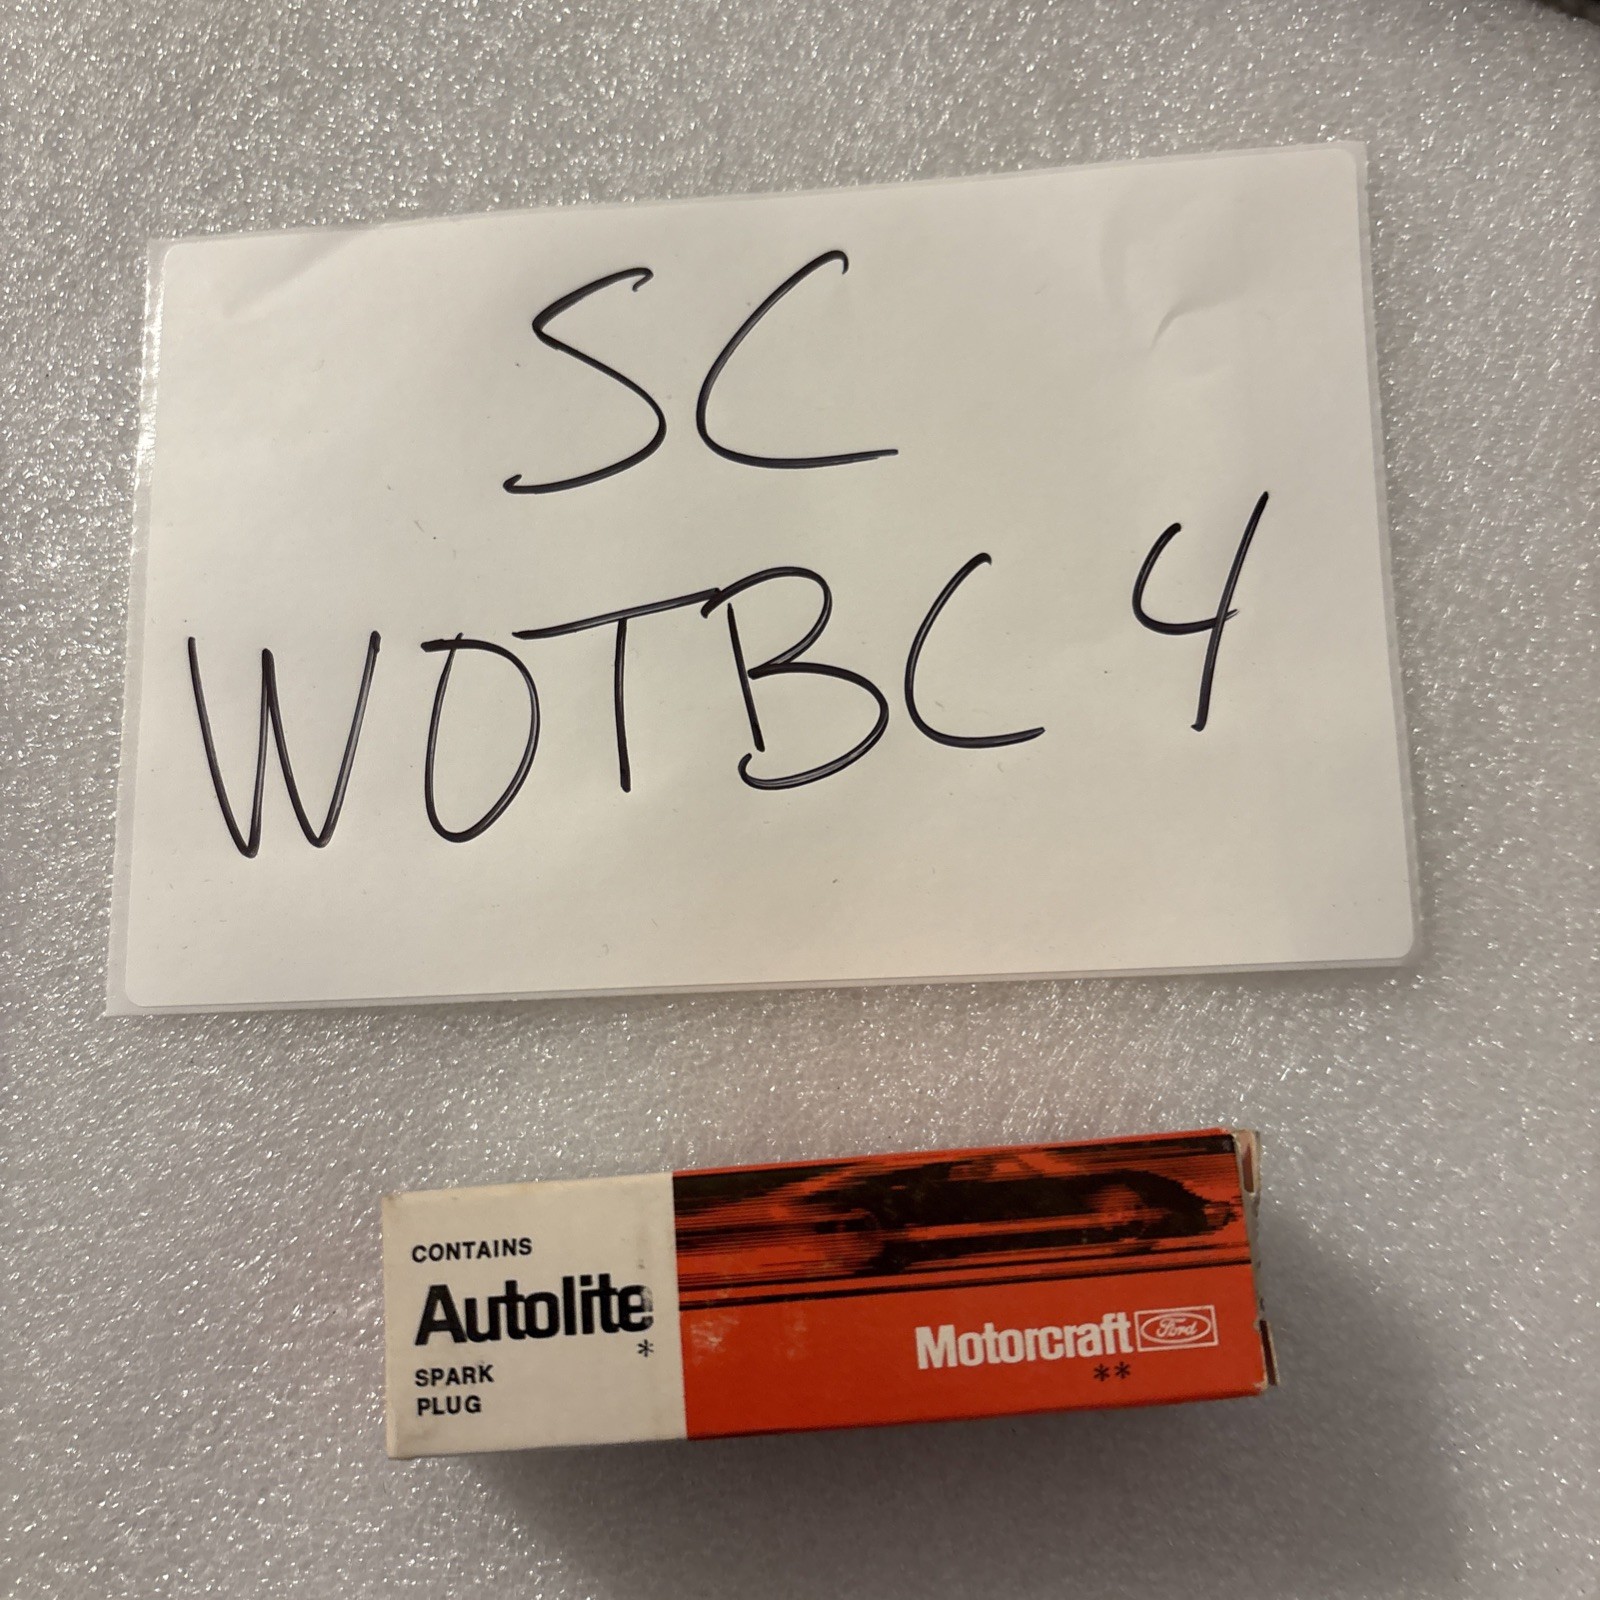 SC
WOTBC 4
CONTAINS
Autolite
*
SPARK
PLUG
Motorcraft Ford
**